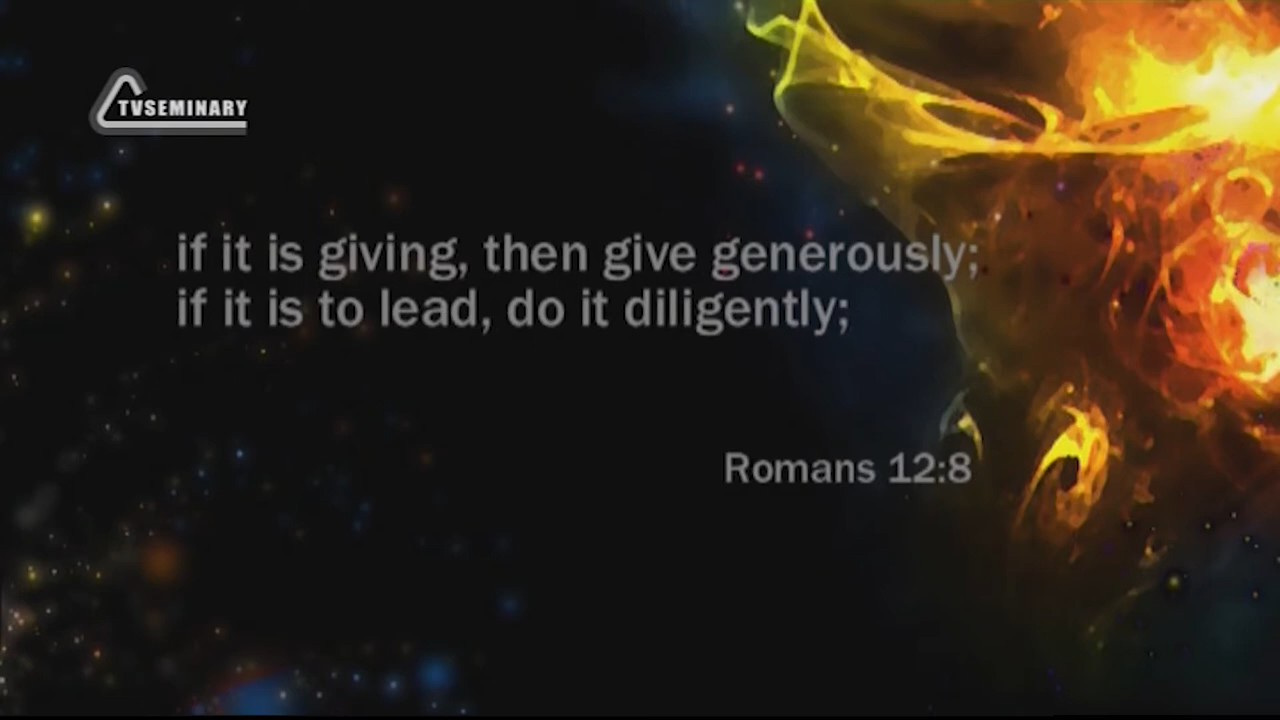 TVSEMINARY
if it is giving, then give generously;
if it is to lead, do it diligently;
Romans 12:8